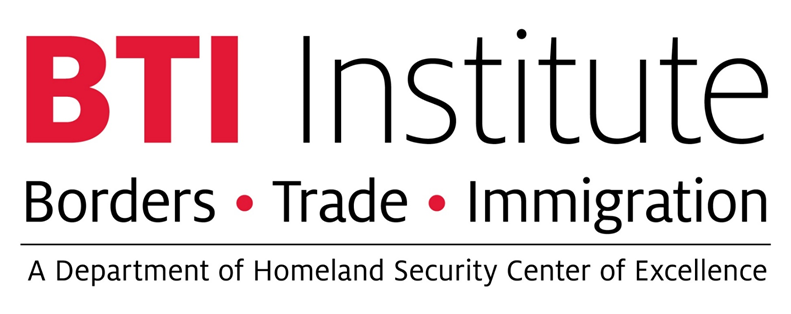 BTI Institute
Borders • Trade • Immigration
A Department of Homeland Security Center of Excellence